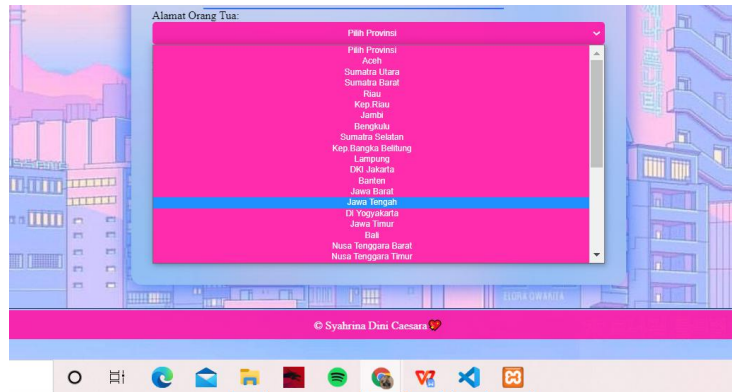 Alamat Orang Tua:
Pilih Provinsi
Pilih Provinsi
Aceh
Sumatra Utara
Sumatra Barat
Riau
Kep.Riau
Jambi
Bengkulu
Sumatra Selatan
Kep.Bangka Belitung
Lampung
DKI Jakarta
Banten
Jawa Barat
Jawa Tengah
DI Yogyakarta
Jawa Timur
Bali
Nusa Tenggara Barat
Nusa Tenggara Timur
© Syahrina Dini Caesara